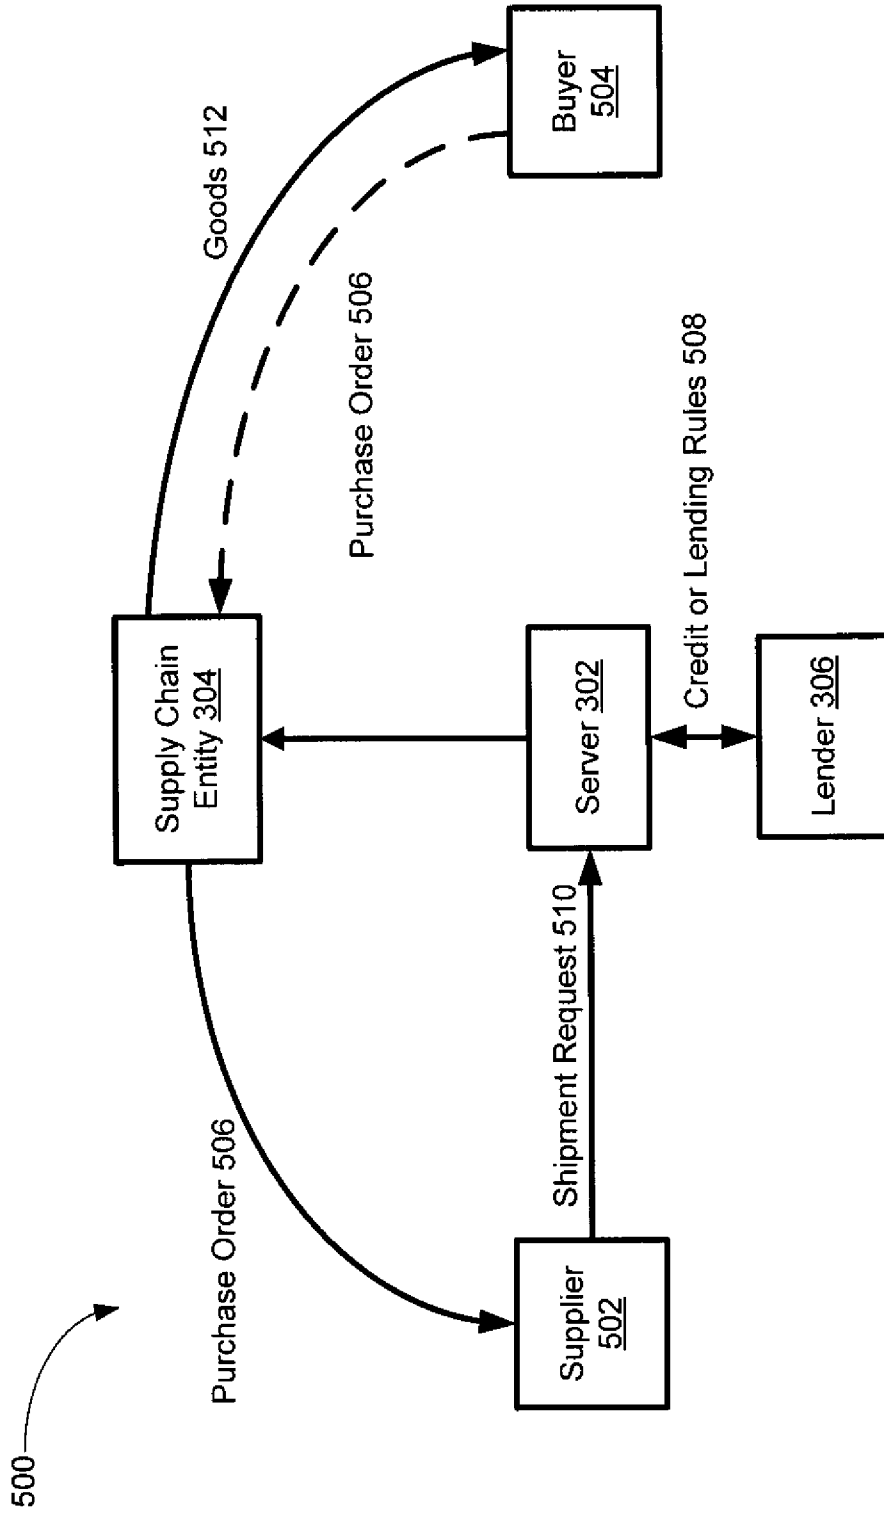 500
Purchase Order 506
Supply Chain
Entity 304
Goods 512
Purchase Order 506
Supplier
502
Shipment Request 510
Server 302
Buyer
504
Credit or Lending Rules 508
Lender 306